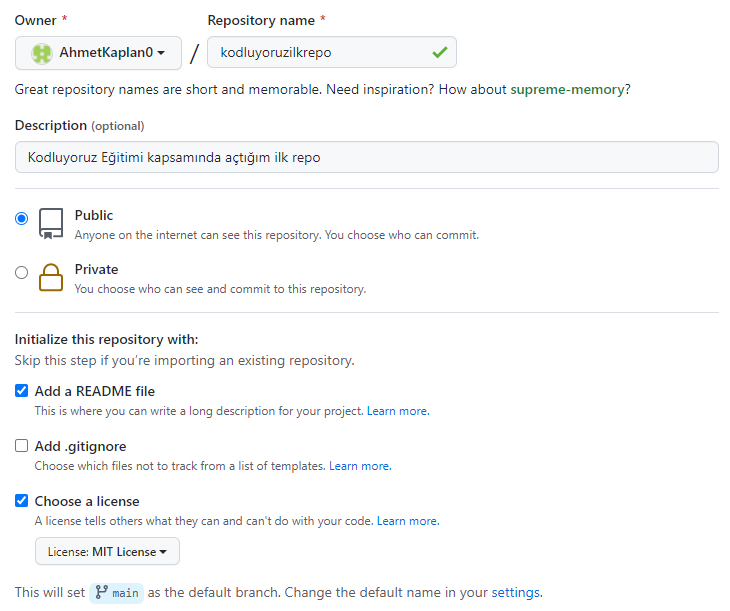 Owner * Repository name *
AhmetKaplan0 / kodluyoruzilkrepo
Great repository names are short and memorable. Need inspiration? How about supreme-memory?
Description (optional)
Kodluyoruz Eğitimi kapsamında açtığım ilk repo
Public
Anyone on the internet can see this repository. You choose who can commit.
Private
You choose who can see and commit to this repository.
Initialize this repository with:
Skip this step if you're importing an existing repository.
Add a README file
This is where you can write a long description for your project. Learn more.
Add .gitignore
Choose which files not to track from a list of templates. Learn more.
Choose a license
A license tells others what they can and can't do with your code. Learn more.
License: MIT License
This will set main as the default branch. Change the default name in your settings.